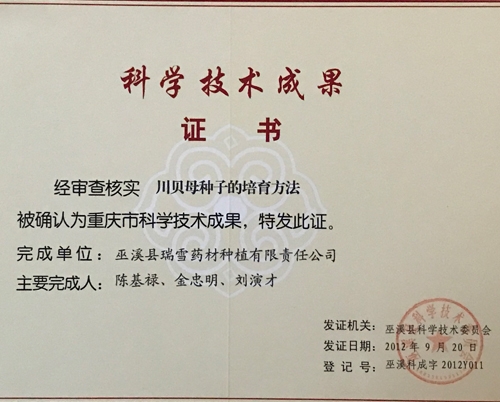 科学技术成果
证 书
经审查核实 川贝母种子的培育方法
被确认为重庆市科学技术成果，特发此证。
完成单位：巫溪县瑞雪药材种植有限责任公司
主要完成人：陈基禄、金忠明、刘演才
发证机关：巫溪县科学技术委员会
发证日期：2012 年 9 月 20 日
登 记 号：巫溪科成字 2012Y011